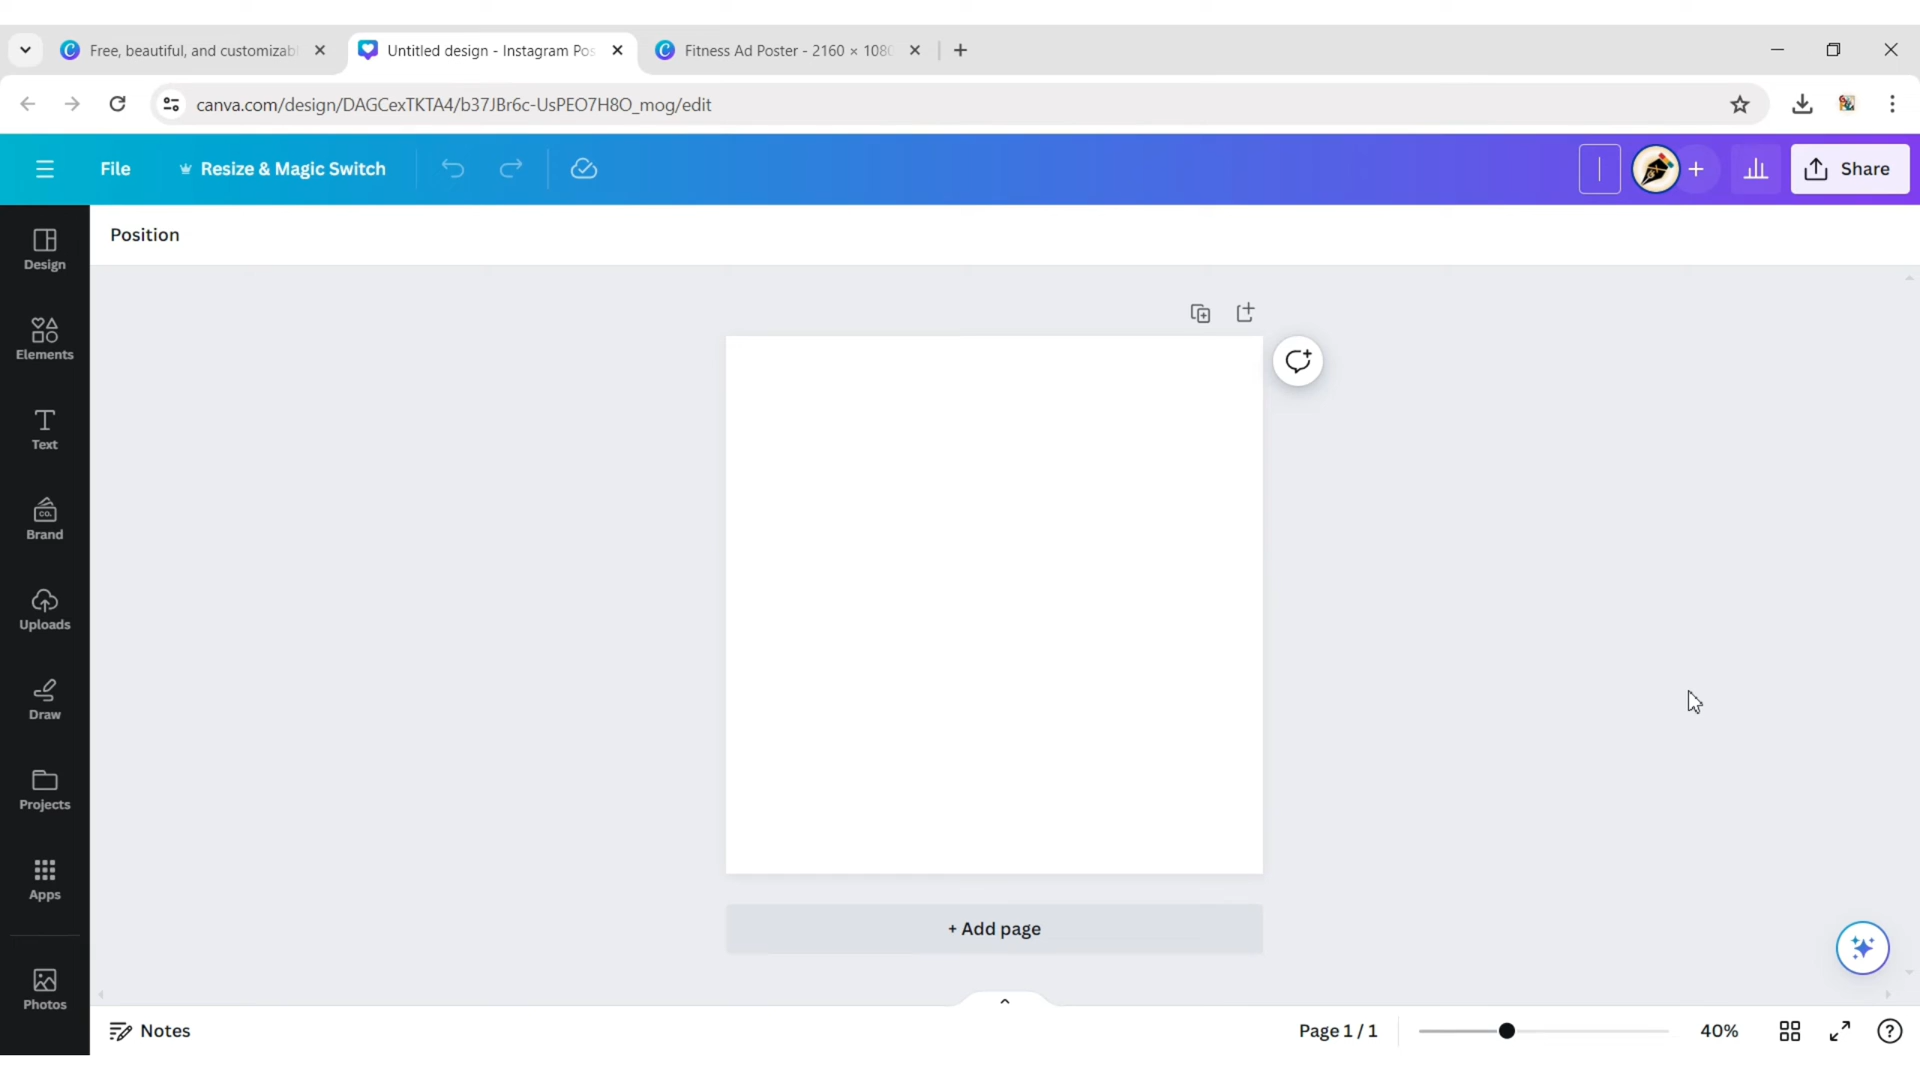 Free, beautiful, and customizab
Untitled design - Instagram Pos
Fitness Ad Poster - 2160 × 1080
canva.com/design/DAGCexTKTA4/b37JBr6c-UsPEO7H8O_mog/edit
File
Resize & Magic Switch
Share
Position
Design
Elements
Text
CO.
Brand
Uploads
Draw
Projects
Apps
Photos
+ Add page
Notes
Page 1 / 1
40%